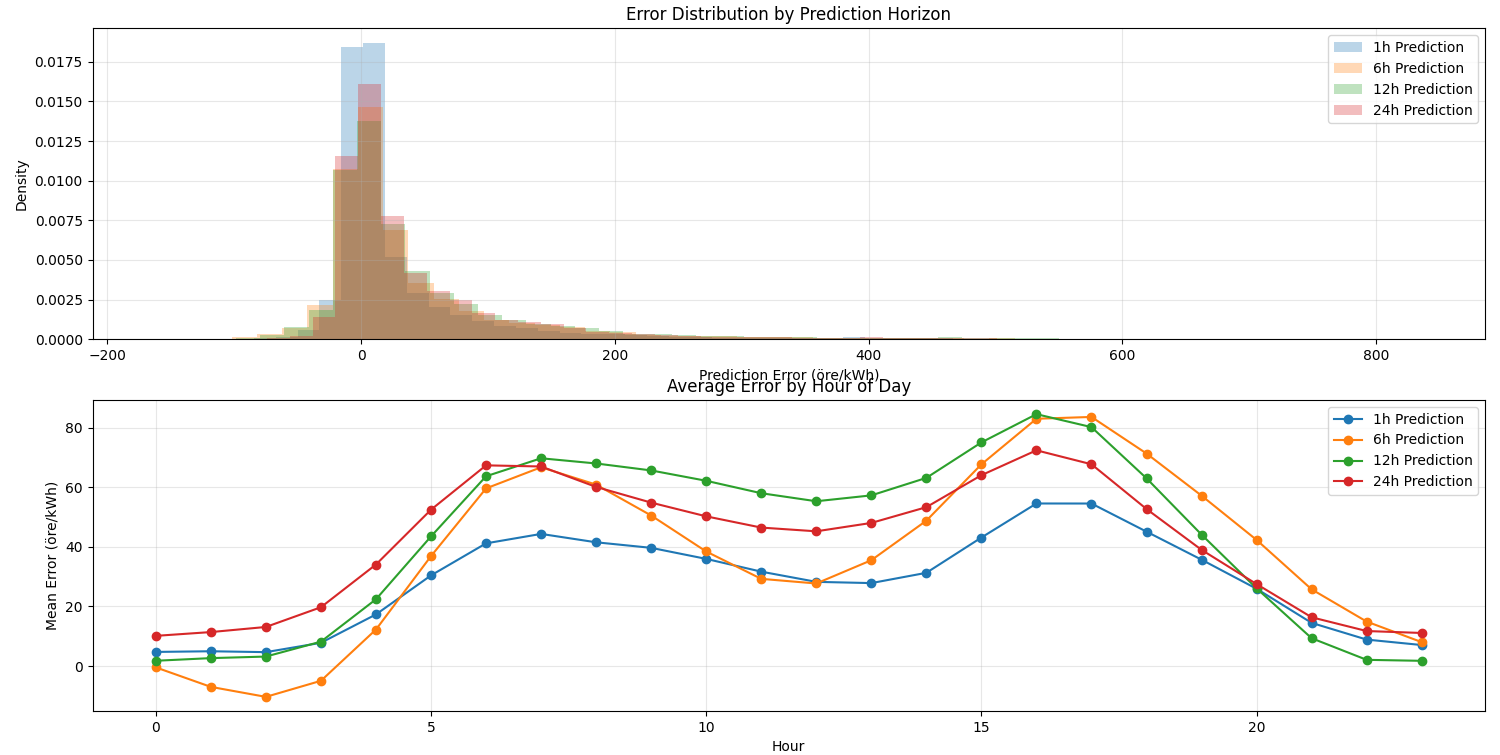 Error Distribution by Prediction Horizon
Density
0.0175
0.0150
0.0125
0.0100
0.0075
0.0050
0.0025
0.0000
1h Prediction
6h Prediction
12h Prediction
24h Prediction
−200
0
200
400
600
800
Prediction Error (öre/kWh)
Average Error by Hour of Day
Mean Error (öre/kWh)
80
60
40
20
0
1h Prediction
6h Prediction
12h Prediction
24h Prediction
0
5
10
15
20
Hour